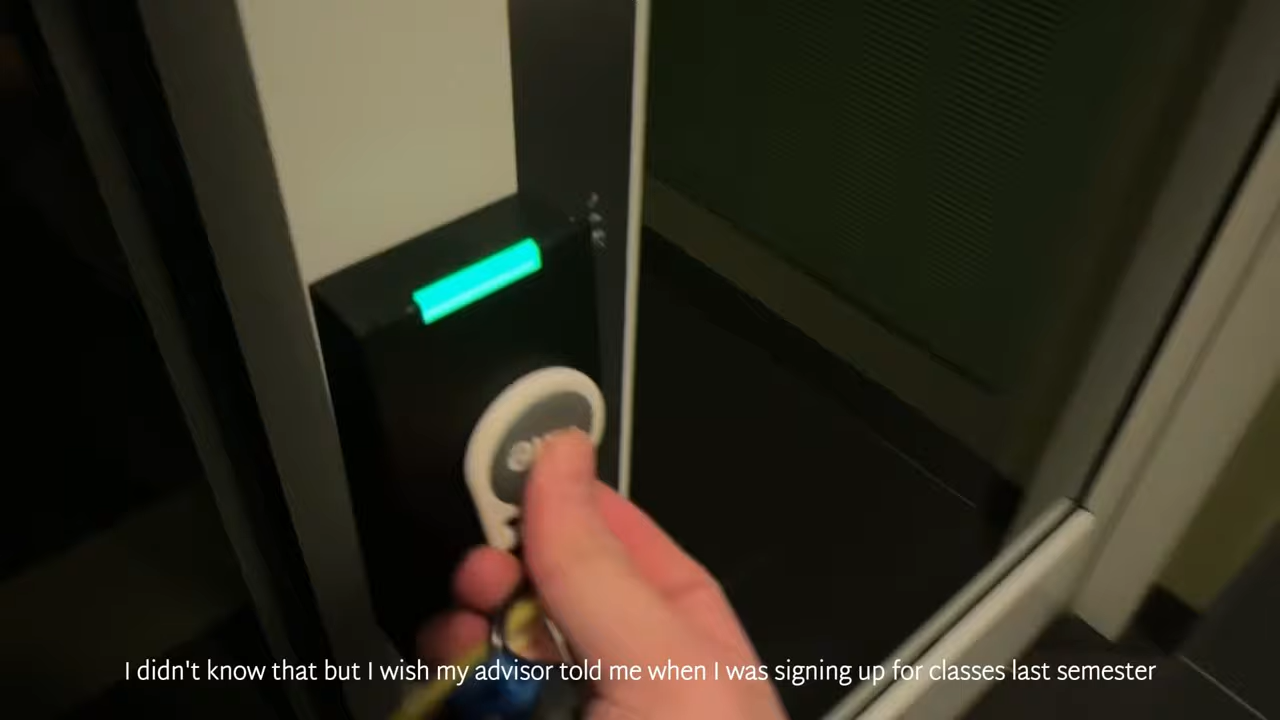 I didn't know that but I wish my advisor told me when I was signing up for classes last semester